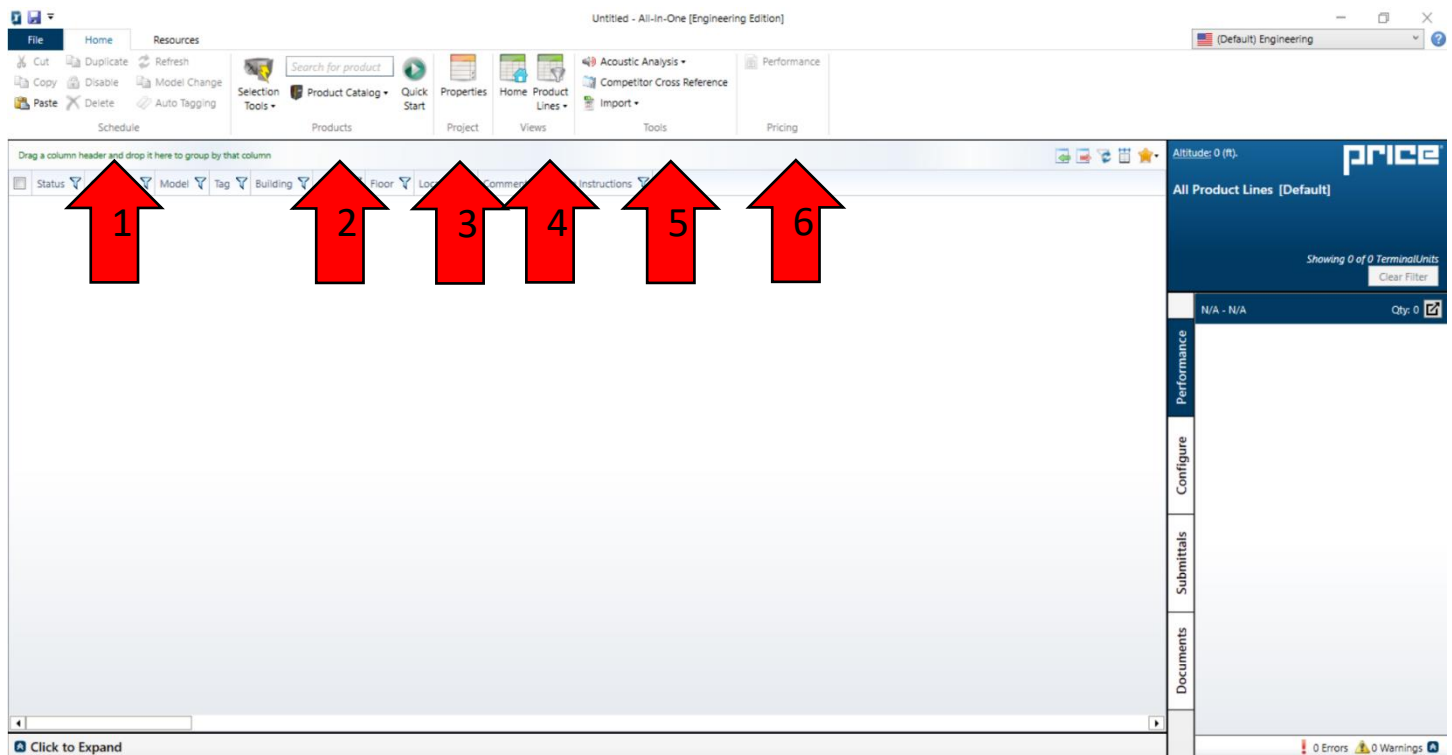 Untitled - All-In-One [Engineering Edition]
File Home Resources
(Default) Engineering
Cut Duplicate Refresh
Copy Disable Model Change
Paste Delete Auto Tagging
Schedule
Selection Tools
Search for product
Product Catalog
Quick Start
Products
Properties
Project
Home Product Lines
Views
Acoustic Analysis
Competitor Cross Reference
Import
Tools
Performance
Pricing
Drag a column header and drop it here to group by that column
Status Model Tag Building Floor Instructions
1 2 3 4 5 6
Altitude: 0 (ft).
price
All Product Lines [Default]
Showing 0 of 0 TerminalUnits
Clear Filter
N/A - N/A Qty: 0
Performance
Configure
Submittals
Documents
Click to Expand
0 Errors 0 Warnings